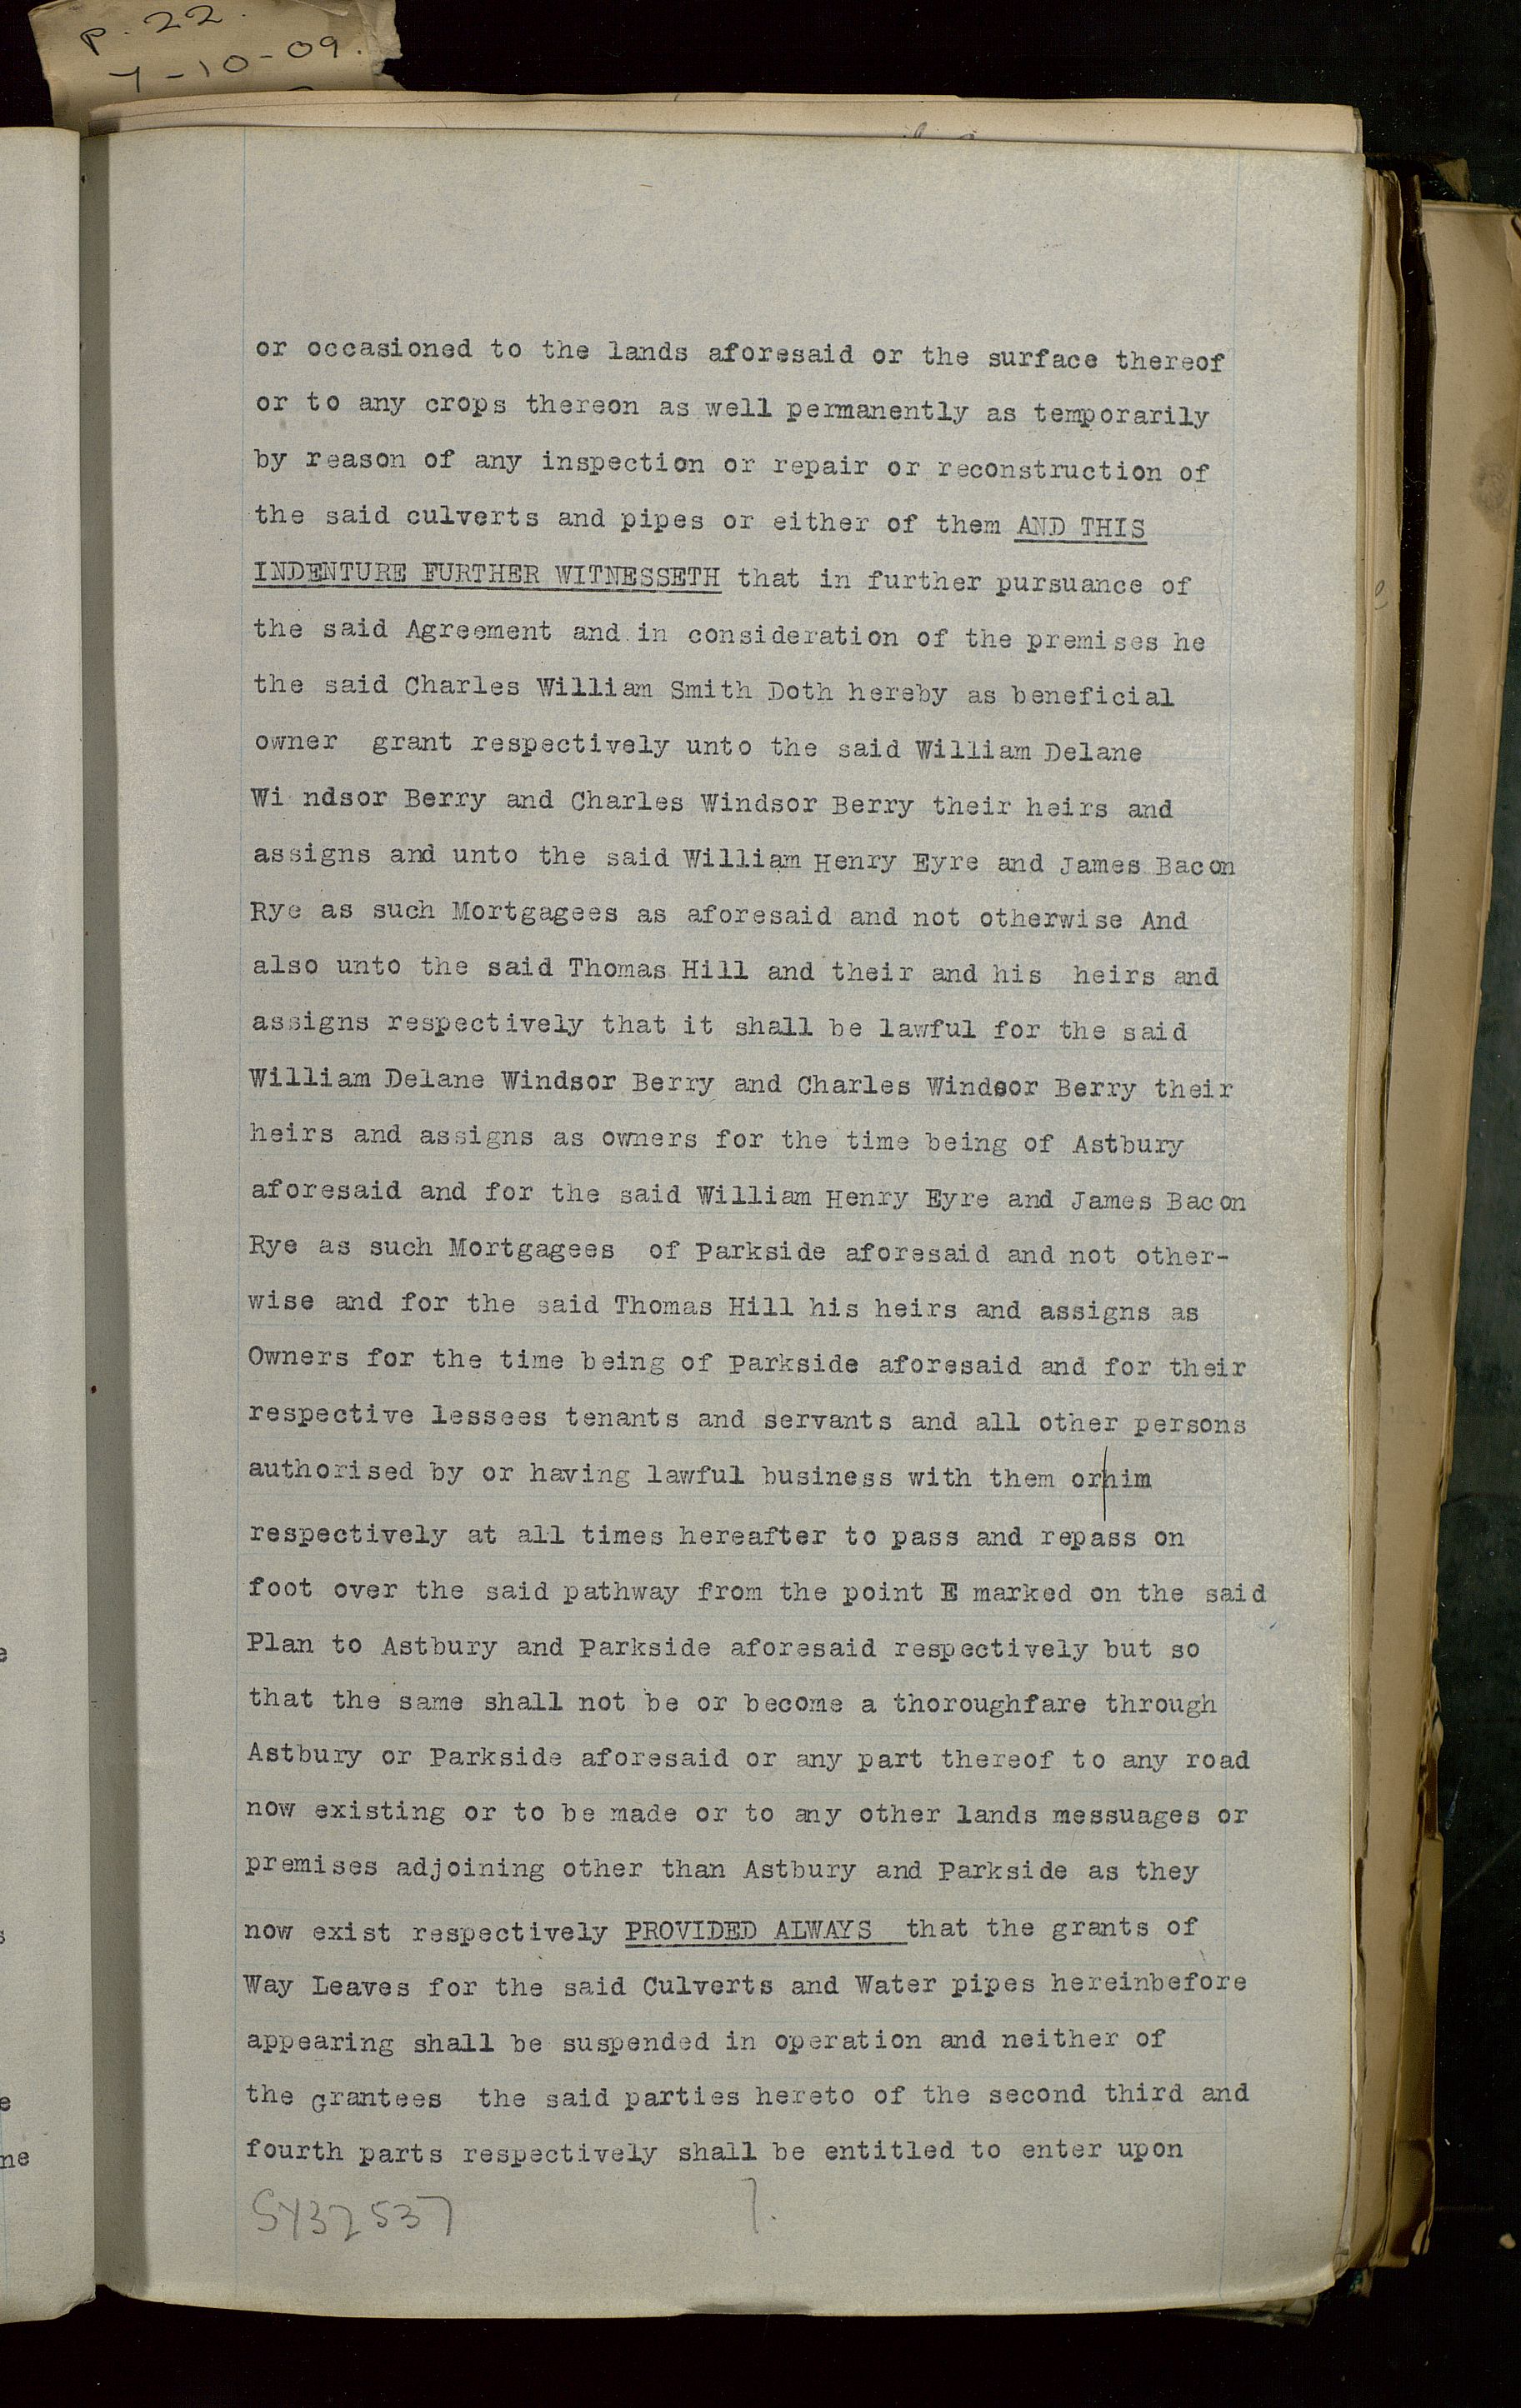 p. 22.
7-10-09.
or occasioned to the lands aforesaid or the surface thereof
or to any crops thereon as well permanently as temporarily
by reason of any inspection or repair or reconstruction of
the said culverts and pipes or either of them AND THIS
INDENTURE FURTHER WITNESSETH that in further pursuance of
the said Agreement and in consideration of the premises he
the said Charles William Smith Doth hereby as beneficial
owner grant respectively unto the said William Delane
Wi ndsor Berry and Charles Windsor Berry their heirs and
assigns and unto the said William Henry Eyre and James Bacon
Rye as such Mortgagees as aforesaid and not otherwise And
also unto the said Thomas Hill and their and his heirs and
assigns respectively that it shall be lawful for the said
William Delane Windsor Berry and Charles Windsor Berry their
heirs and assigns as owners for the time being of Astbury
aforesaid and for the said William Henry Eyre and James Bacon
Rye as such Mortgagees of Parkside aforesaid and not other-
wise and for the said Thomas Hill his heirs and assigns as
Owners for the time being of Parkside aforesaid and for their
respective lessees tenants and servants and all other persons
authorised by or having lawful business with them or|him
respectively at all times hereafter to pass and repass on
foot over the said pathway from the point E marked on the said
Plan to Astbury and Parkside aforesaid respectively but so
that the same shall not be or become a thoroughfare through
Astbury or Parkside aforesaid or any part thereof to any road
now existing or to be made or to any other lands messuages or
premises adjoining other than Astbury and Parkside as they
now exist respectively PROVIDED ALWAYS that the grants of
Way Leaves for the said Culverts and Water pipes hereinbefore
appearing shall be suspended in operation and neither of
the Grantees the said parties hereto of the second third and
fourth parts respectively shall be entitled to enter upon
SY32537
7.